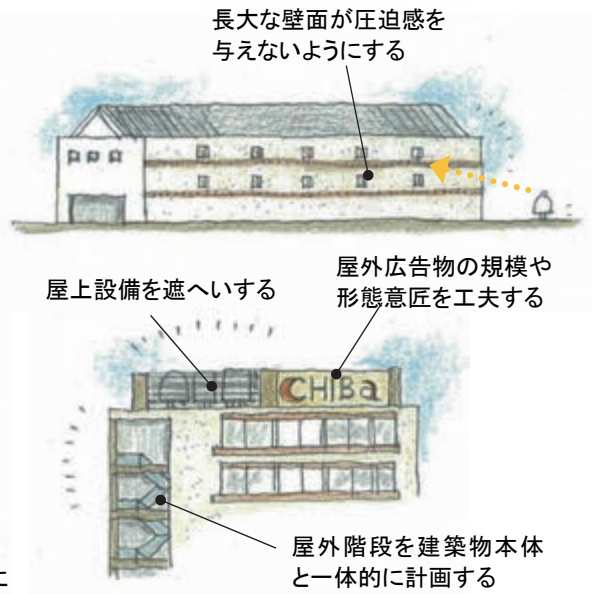 長大な壁面が圧迫感を
与えないようにする
屋外広告物の規模や
形態意匠を工夫する
屋上設備を遮へいする
CHIBa
屋外階段を建築物本体
と一体的に計画する
に